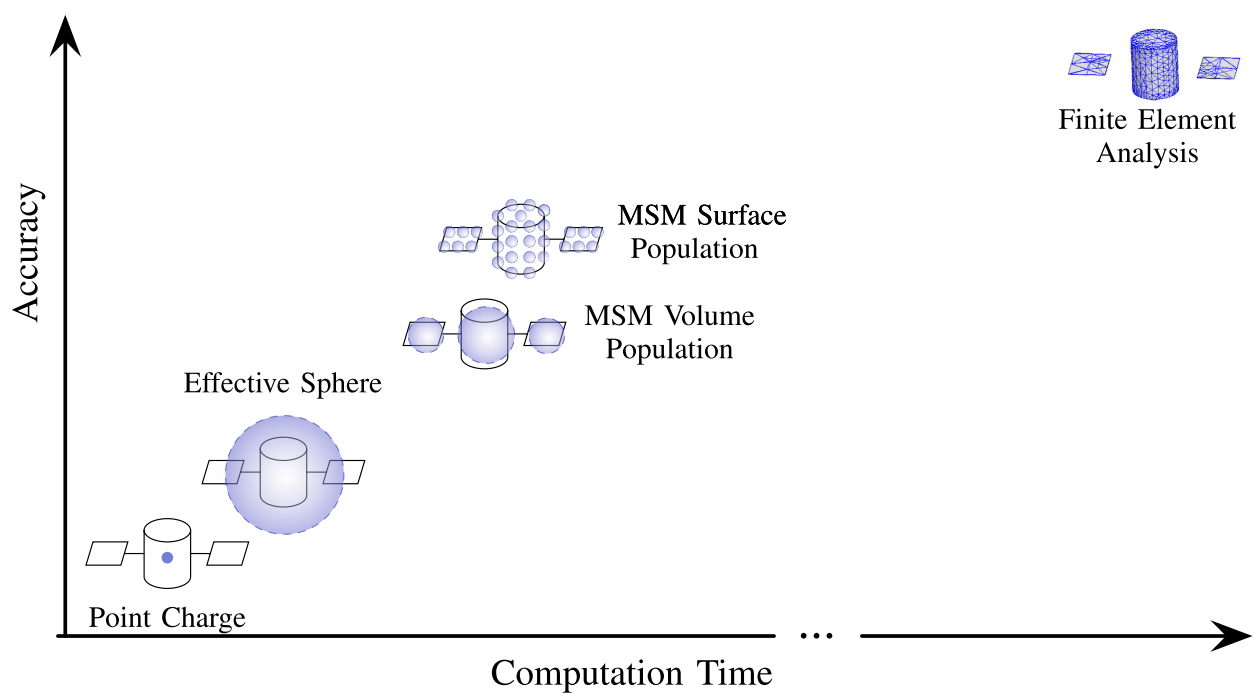 Finite Element
Analysis
MSM Surface
Population
MSM Volume
Population
Effective Sphere
Point Charge
Accuracy
...
Computation Time